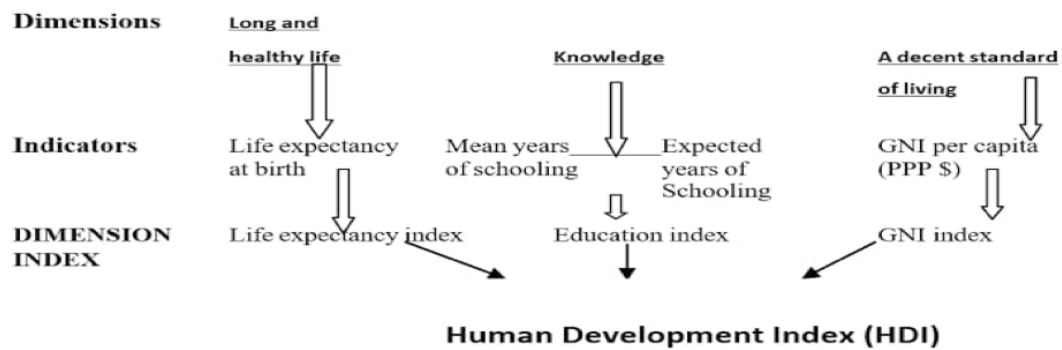 Dimensions
Long and
healthy life
Knowledge
A decent standard
of living
Indicators
Life expectancy
at birth
Mean years
of schooling
Expected
years of
Schooling
GNI per capita
(PPP $)
DIMENSION
INDEX
Life expectancy index
Education index
GNI index
Human Development Index (HDI)